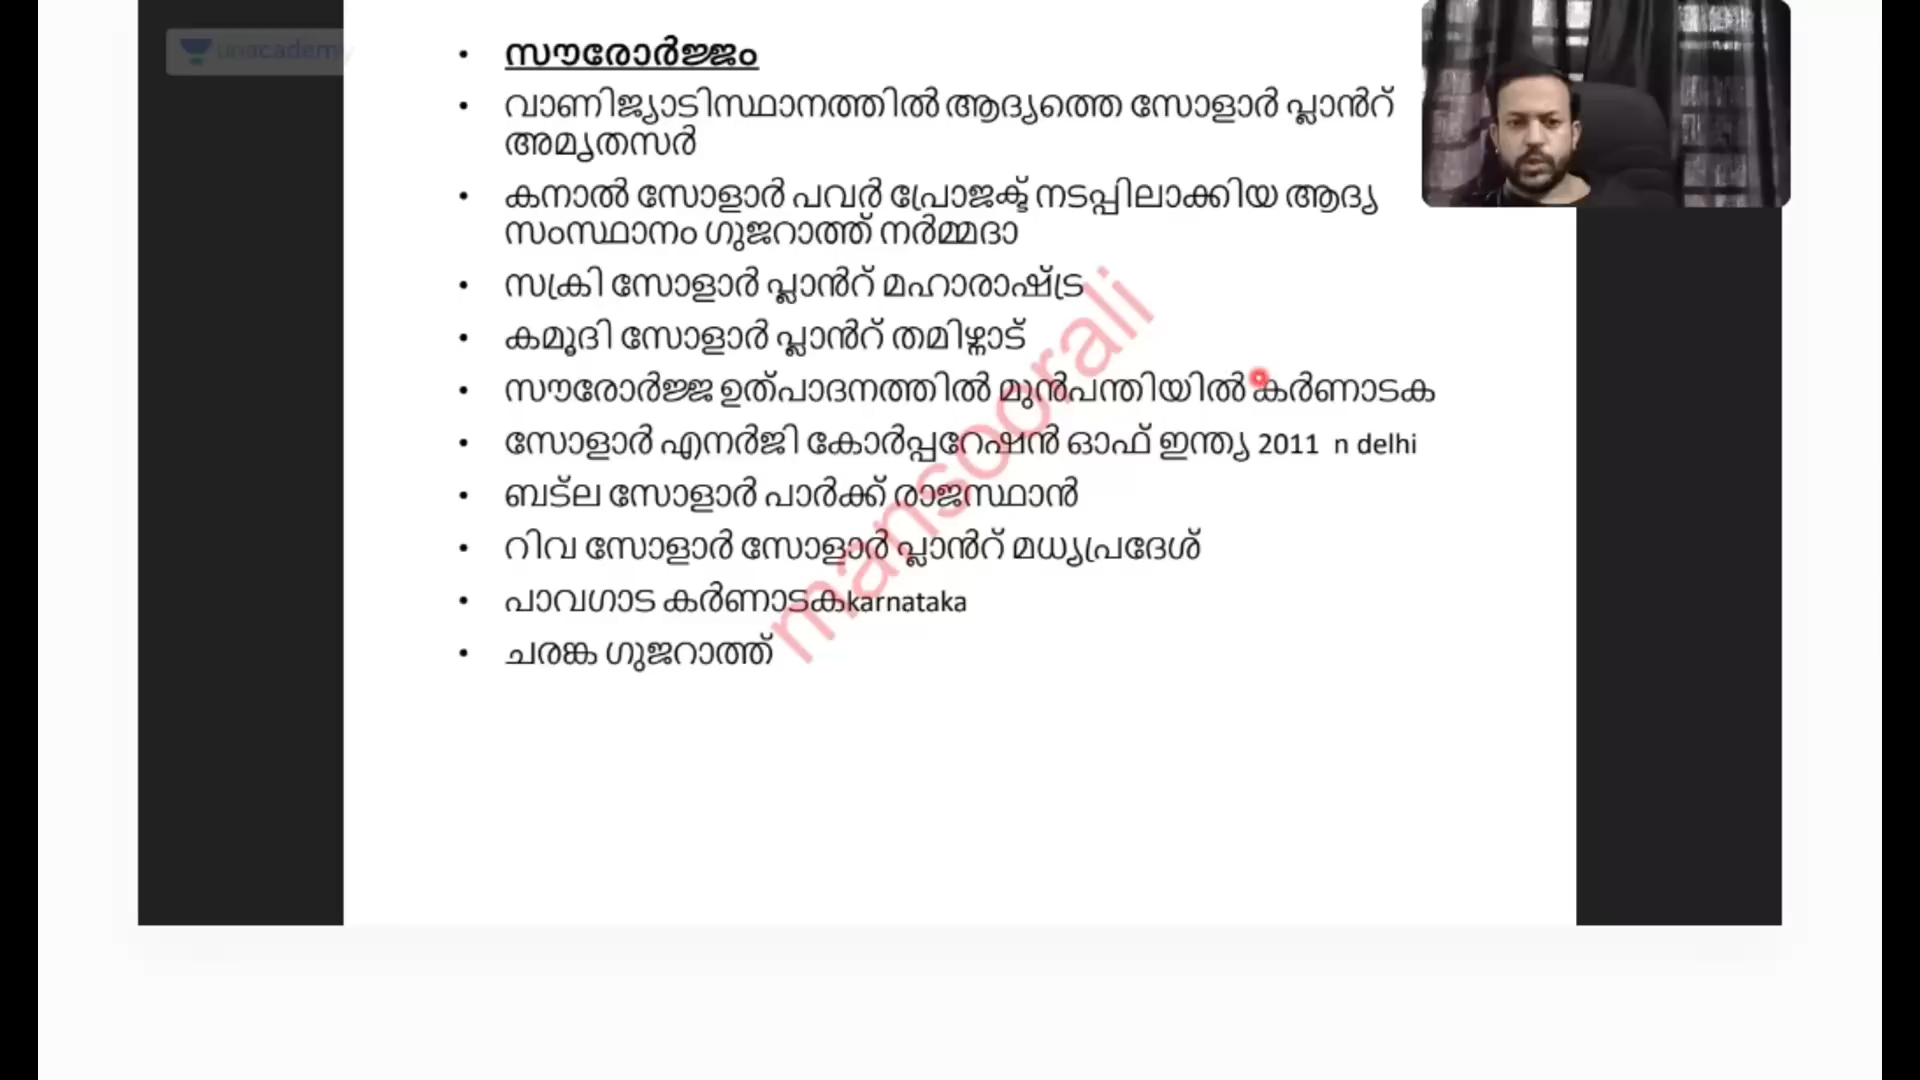 unacademy
സൗരോർജ്ജം
വാണിജ്യാടിസ്ഥാനത്തിൽ ആദ്യത്തെ സോളാർ പ്ലാൻറ്
അമൃതസർ
കനാൽ സോളാർ പവർ പ്രോജക്ട് നടപ്പിലാക്കിയ ആദ്യ
സംസ്ഥാനം ഗുജറാത്ത് നർമ്മദാ
സക്രി സോളാർ പ്ലാൻറ് മഹാരാഷ്ട്ര
കമൂദി സോളാർ പ്ലാൻറ് തമിഴ്നാട്
സൗരോർജ്ജ ഉത്പാദനത്തിൽ മുൻപന്തിയിൽ കർണാടക
സോളാർ എനർജി കോർപ്പറേഷൻ ഓഫ് ഇന്ത്യ 2011 n delhi
ബട്ല സോളാർ പാർക്ക് രാജസ്ഥാൻ
റിവ സോളാർ സോളാർ പ്ലാൻറ് മധ്യപ്രദേശ്
പാവഗാട കർണാടകkarnataka
ചരങ്ക ഗുജറാത്ത്
mansoorali